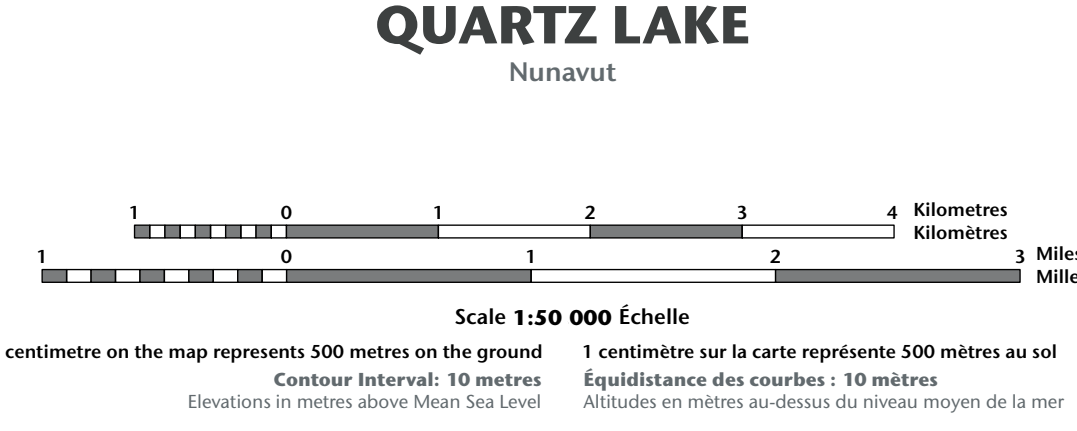 QUARTZ LAKE
Nunavut
1 0 1 2 3 4 Kilometres
Kilomètres
1 0 1 2 3 Miles
Mille
Scale 1:50 000 Échelle
centimetre on the map represents 500 metres on the ground
1 centimètre sur la carte représente 500 mètres au sol
Contour Interval: 10 metres
Équidistance des courbes : 10 mètres
Elevations in metres above Mean Sea Level
Altitudes en mètres au-dessus du niveau moyen de la mer